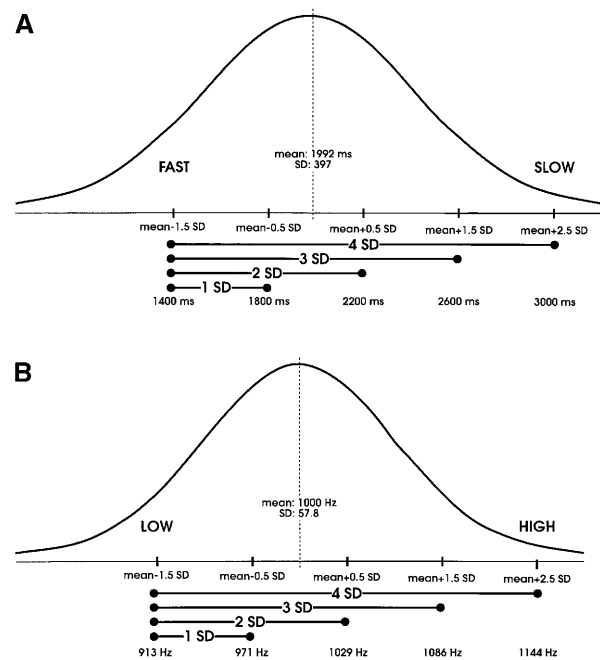 A
mean: 1992 ms
SD: 397
FAST
SLOW
mean-1.5 SD mean-0.5 SD mean+0.5 SD mean+1.5 SD mean+2.5 SD
4 SD
3 SD
2 SD
1 SD
1400 ms 1800 ms 2200 ms 2600 ms 3000 ms
B
mean: 1000 Hz
SD: 57.8
LOW
HIGH
mean-1.5 SD mean-0.5 SD mean+0.5 SD mean+1.5 SD mean+2.5 SD
4 SD
3 SD
2 SD
1 SD
913 Hz 971 Hz 1029 Hz 1086 Hz 1144 Hz